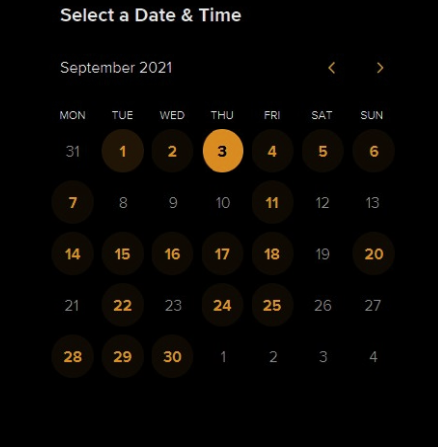 Select a Date & Time
September 2021
MON TUE WED THU FRI SAT SUN
31 1 2 3 4 5 6
7 8 9 10 11 12 13
14 15 16 17 18 19 20
21 22 23 24 25 26 27
28 29 30 1 2 3 4